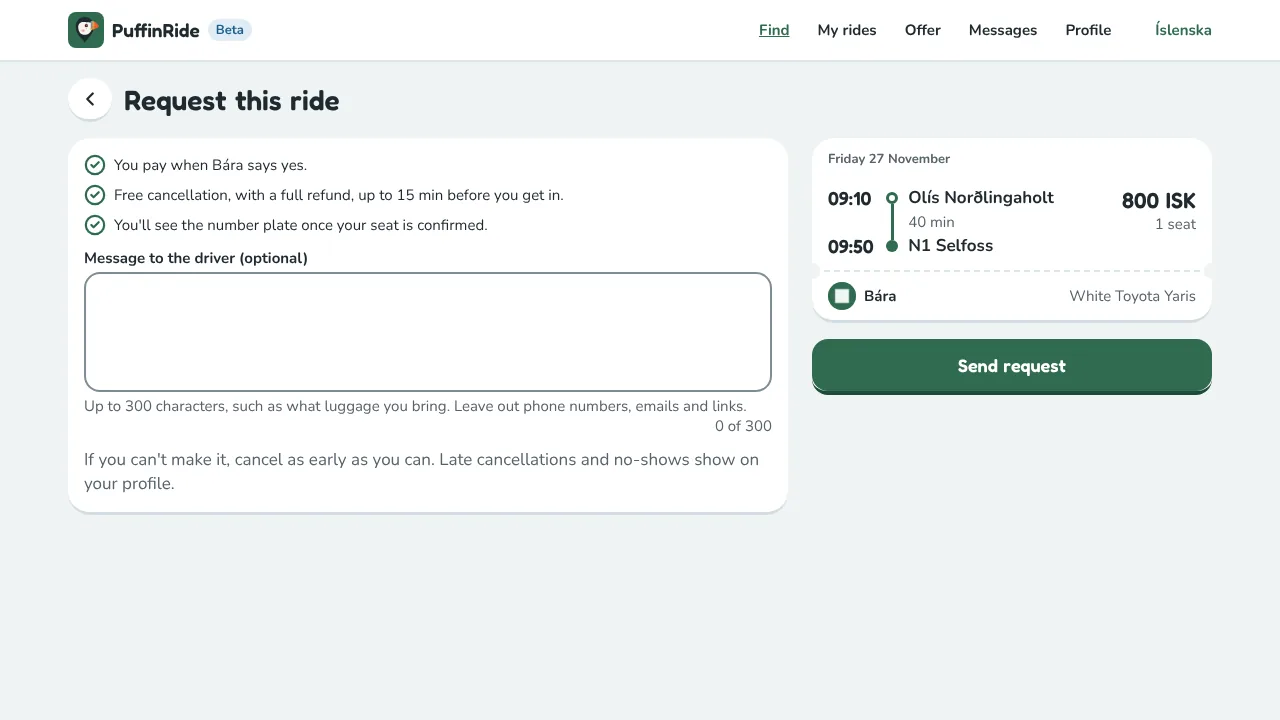 PuffinRide Beta
Find My rides Offer Messages Profile Íslenska
Request this ride
You pay when Bára says yes.
Free cancellation, with a full refund, up to 15 min before you get in.
You'll see the number plate once your seat is confirmed.
Message to the driver (optional)
Up to 300 characters, such as what luggage you bring. Leave out phone numbers, emails and links.
0 of 300
If you can't make it, cancel as early as you can. Late cancellations and no-shows show on
your profile.
Friday 27 November
09:10 Olís Norðlingaholt 800 ISK
40 min 1 seat
09:50 N1 Selfoss
Bára White Toyota Yaris
Send request